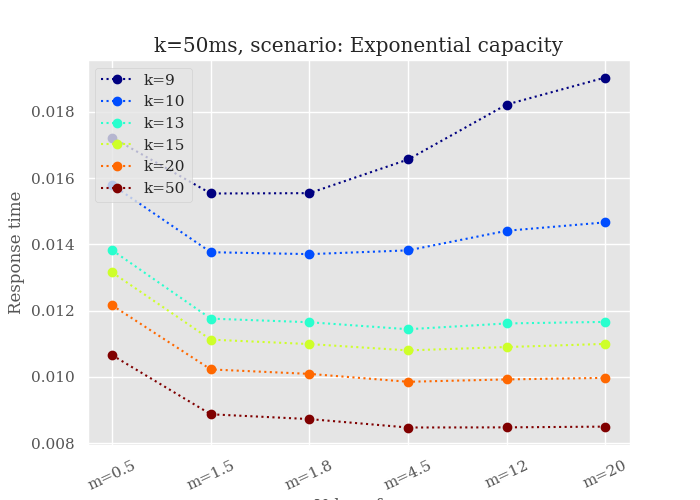 k=50ms, scenario: Exponential capacity
k=9
k=10
k=13
k=15
k=20
k=50
Response time
0.018
0.016
0.014
0.012
0.010
0.008
m=0.5
m=1.5
m=1.8
m=4.5
m=12
m=20